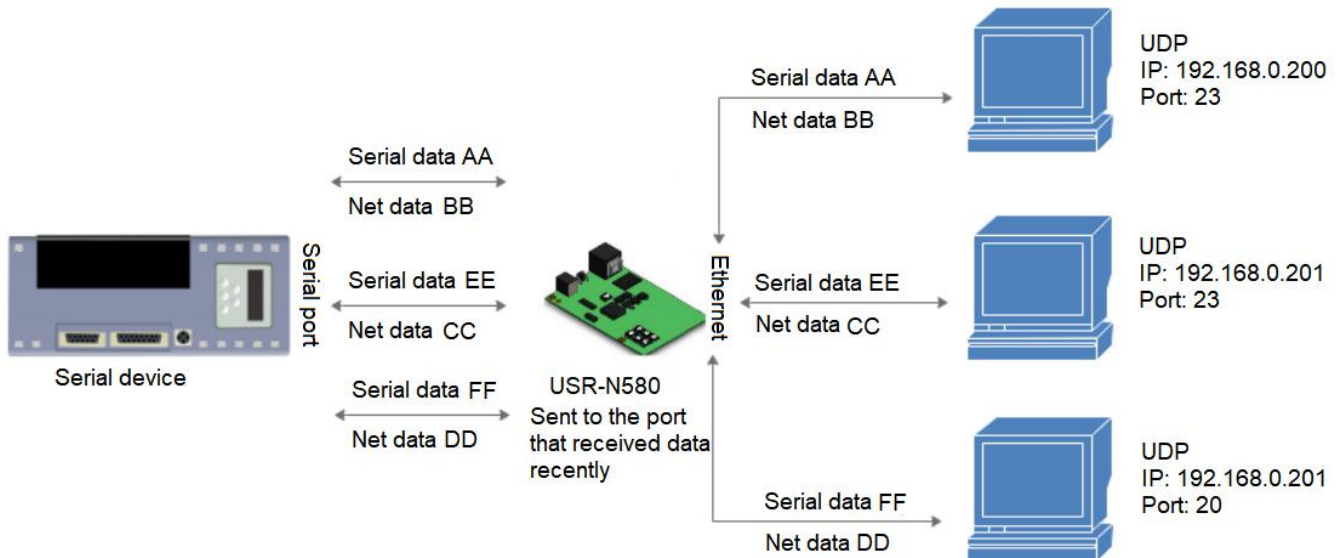 Serial data AA
Net data BB
UDP
IP: 192.168.0.200
Port: 23
Serial data AA
Net data BB
Serial port
Serial data EE
Net data CC
Ethernet
Serial data EE
Net data CC
UDP
IP: 192.168.0.201
Port: 23
Serial device
Serial data FF
Net data DD
USR-N580
Sent to the port
that received data
recently
Serial data FF
Net data DD
UDP
IP: 192.168.0.201
Port: 20